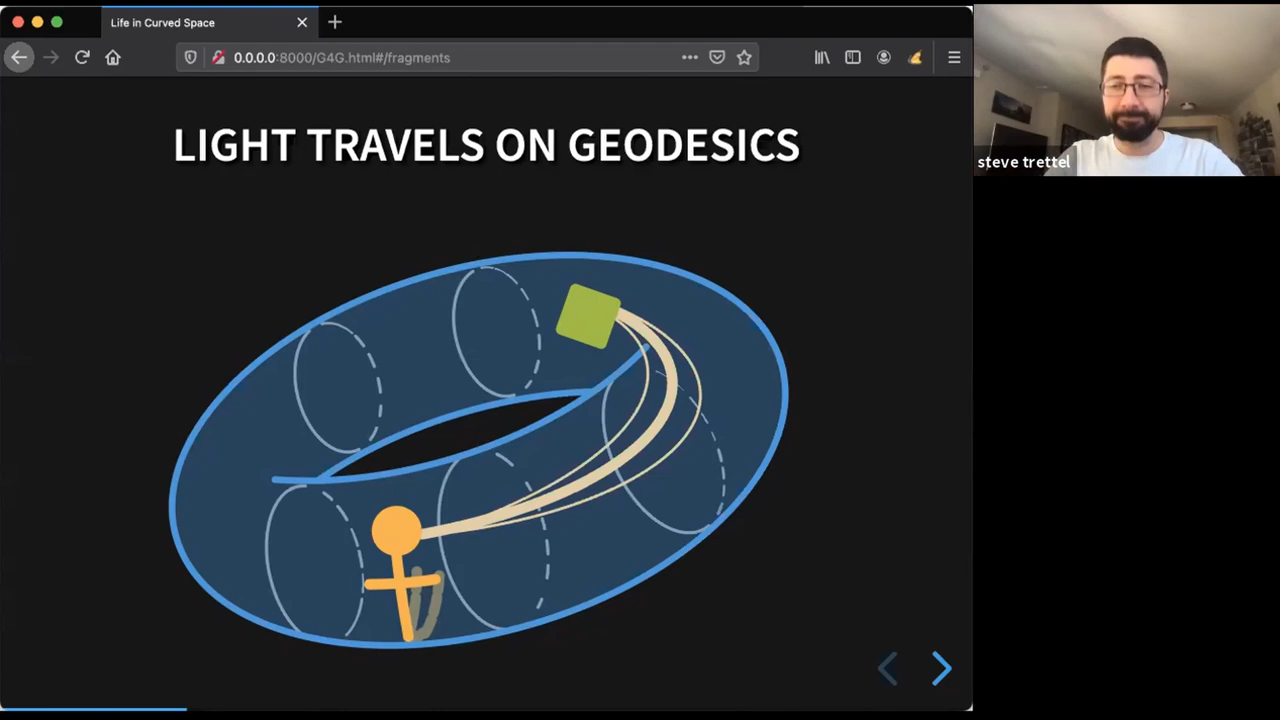 Life in Curved Space
0.0.0.0:8000/G4G.html#/fragments
LIGHT TRAVELS ON GEODESICS
steve trettel